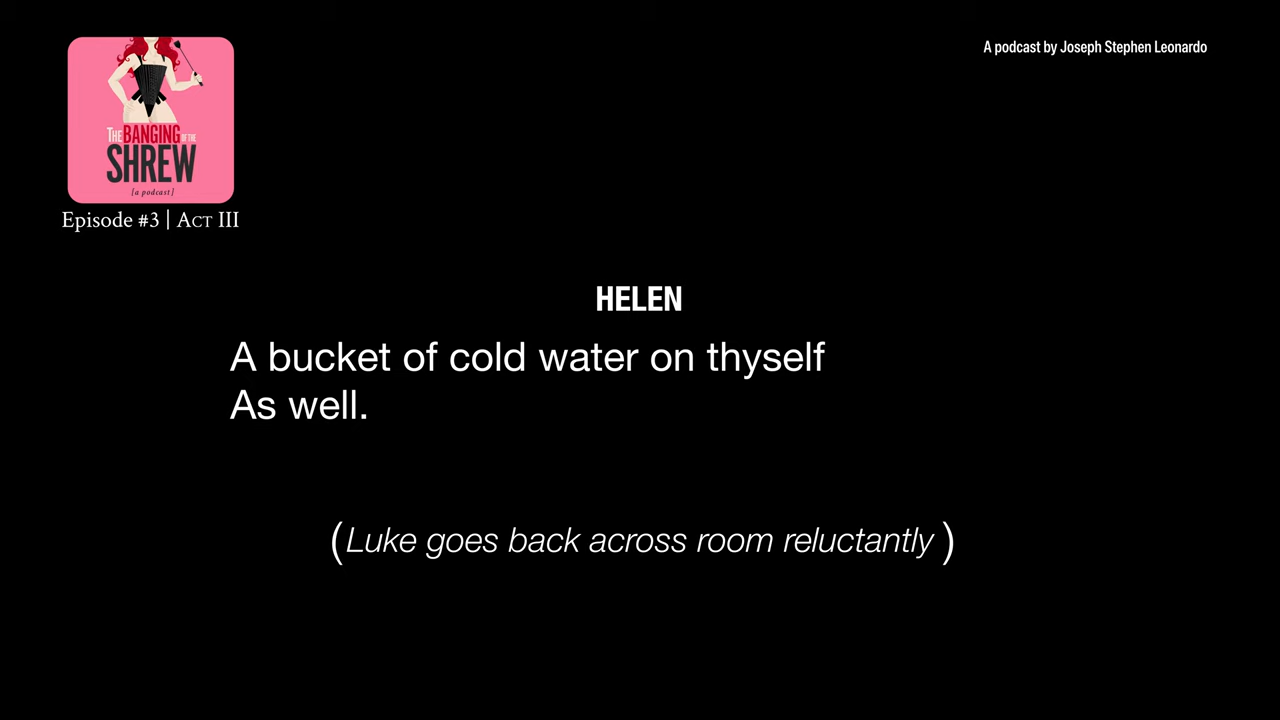 A podcast by Joseph Stephen Leonardo
THE BANGING OF THE
SHREW
[a podcast]
Episode #3 | ACT III
HELEN
A bucket of cold water on thyself
As well.
(Luke goes back across room reluctantly )